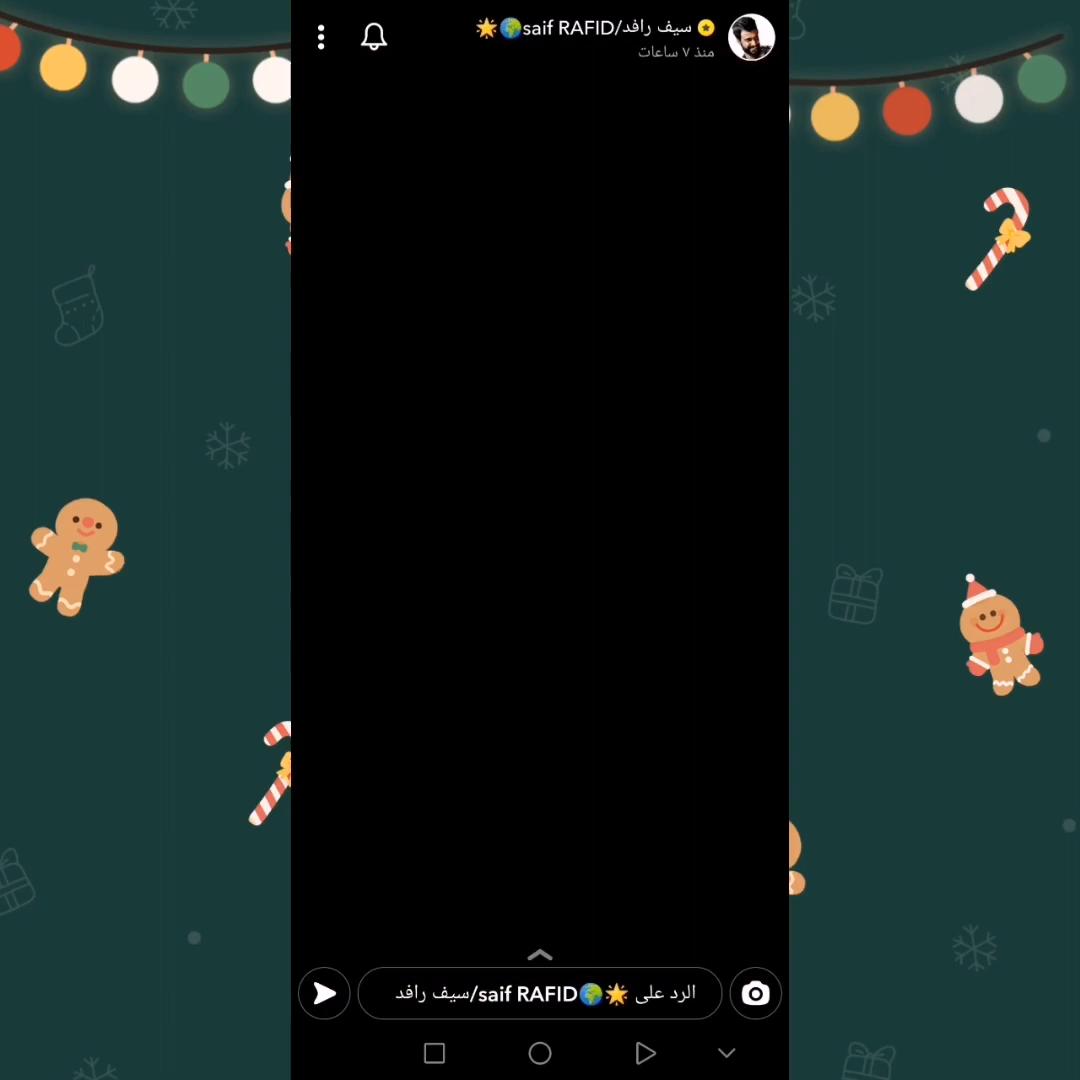 سيف رافد/saif RAFID🌍🌟
منذ ٧ ساعات
الرد على 🌟🌍saif RAFID/سيف رافد